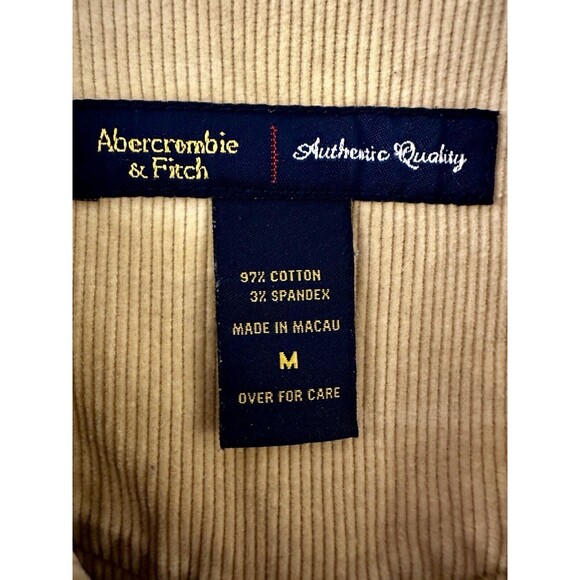 Abercrombie
& Fitch
Authentic Quality
97% COTTON
3% SPANDEX
MADE IN MACAU
M
OVER FOR CARE